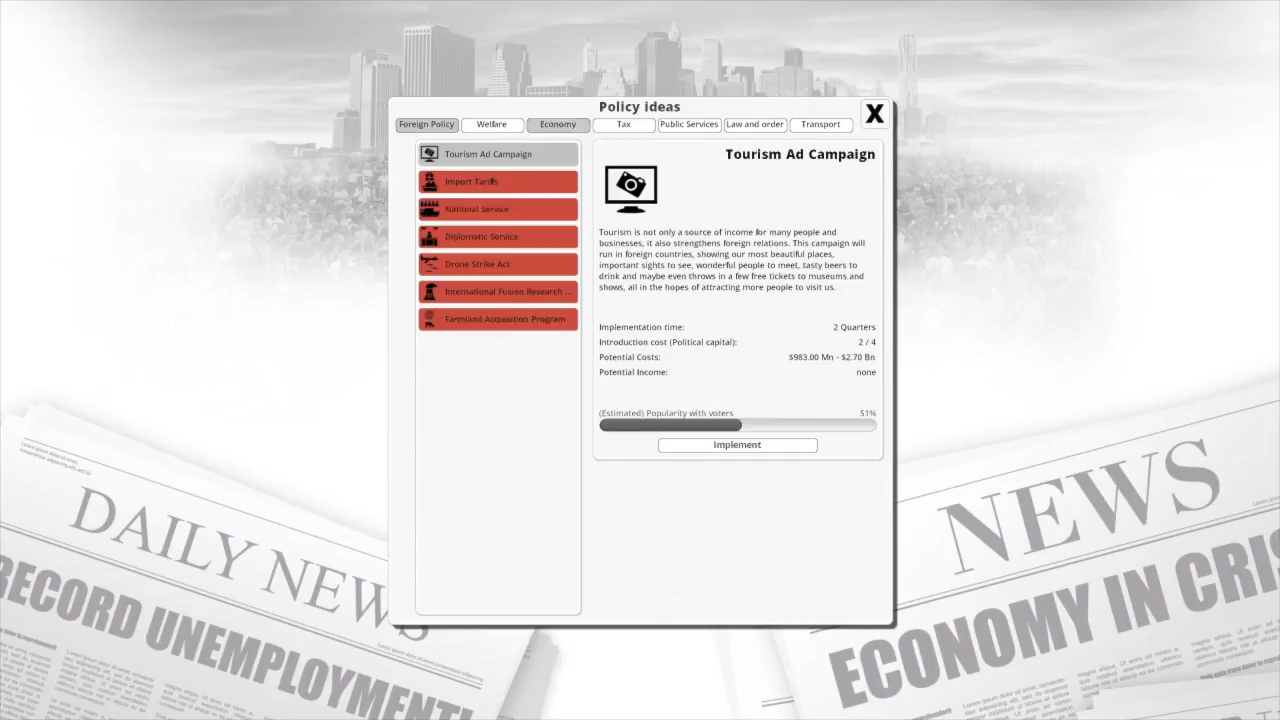 Policy ideas
X
Foreign Policy
Welfare
Economy
Tax
Public Services
Law and order
Transport
Tourism Ad Campaign
Import Tariffs
National Service
Diplomatic Service
Drone Strike Act
International Fusion Research ...
Farmland Acquisition Program
Tourism Ad Campaign
Tourism is not only a source of income for many people and
businesses, it also strengthens foreign relations. This campaign will
run in foreign countries, showing our most beautiful places,
important sights to see, wonderful people to meet, tasty beers to
drink and maybe even throws in a few free tickets to museums and
shows, all in the hopes of attracting more people to visit us.
Implementation time: 2 Quarters
Introduction cost (Political capital): 2 / 4
Potential Costs: $983.00 Mn - $2.70 Bn
Potential Income: none
(Estimated) Popularity with voters 51%
Implement
DAILY NEWS
RECORD UNEMPLOYMENT!
NEWS
ECONOMY IN CRIS